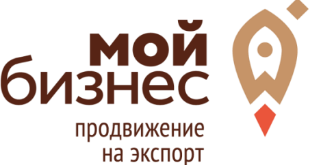 мой
бизнес
продвижение
на экспорт